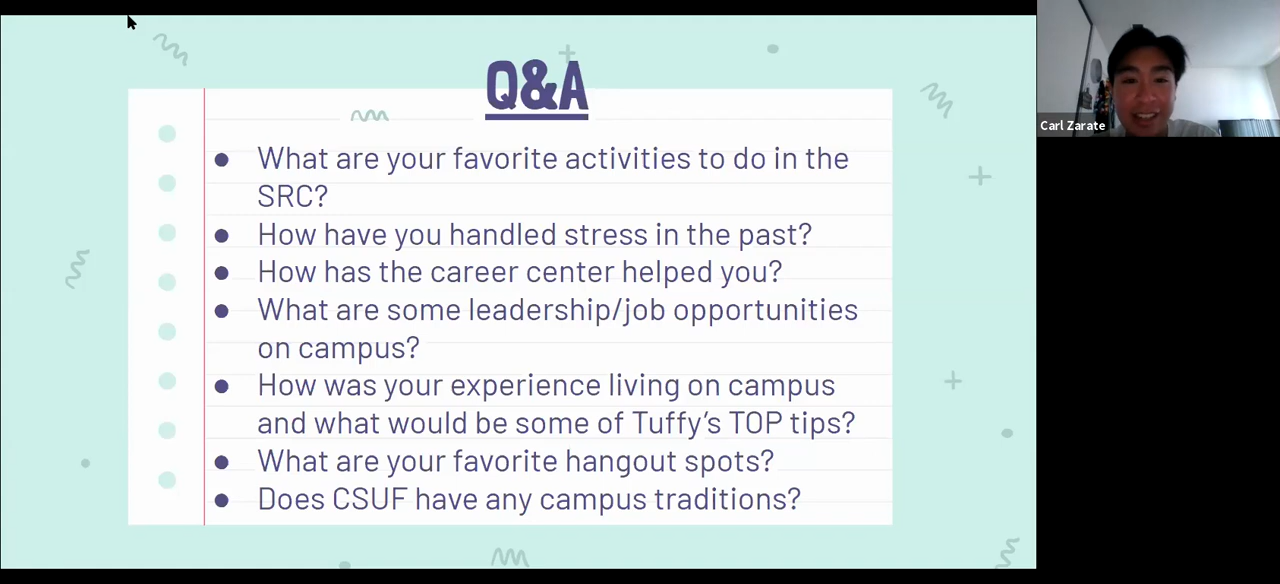 Q&A
What are your favorite activities to do in the
SRC?
How have you handled stress in the past?
How has the career center helped you?
What are some leadership/job opportunities
on campus?
How was your experience living on campus
and what would be some of Tuffy's TOP tips?
What are your favorite hangout spots?
Does CSUF have any campus traditions?
Carl Zarate